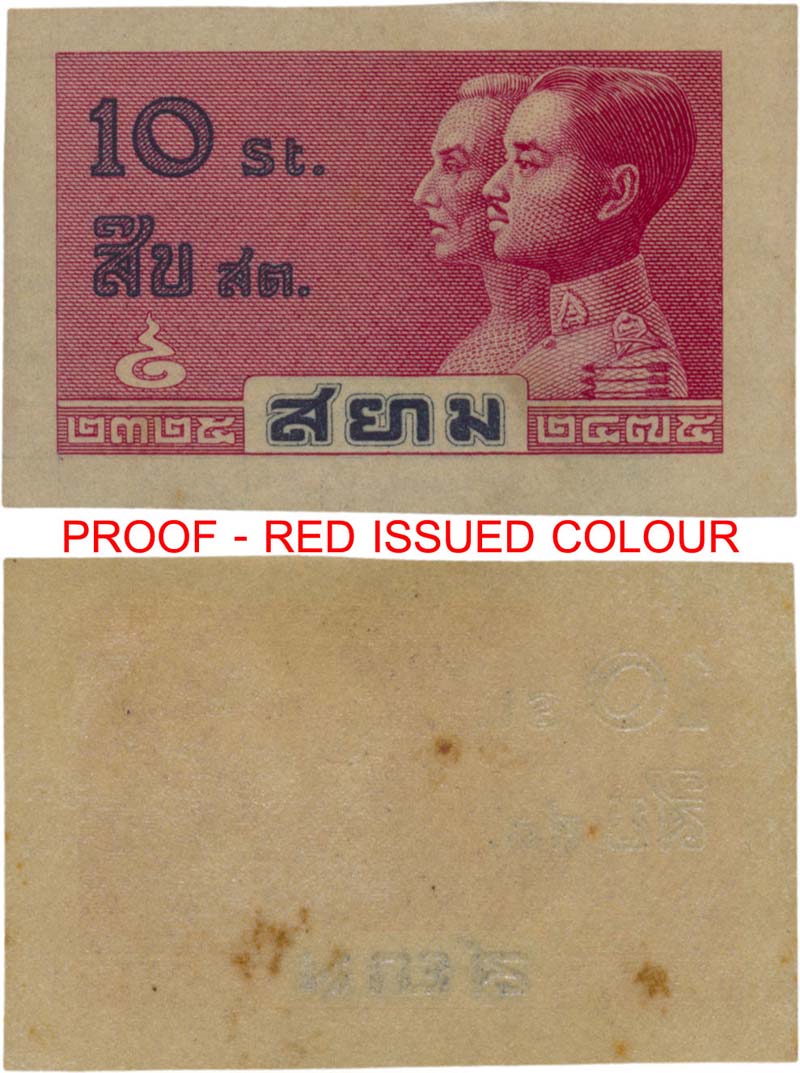 10 St.
สิบ สต.
๒๓๒๕ สยาม ๒๔๗๕
PROOF - RED ISSUED COLOUR